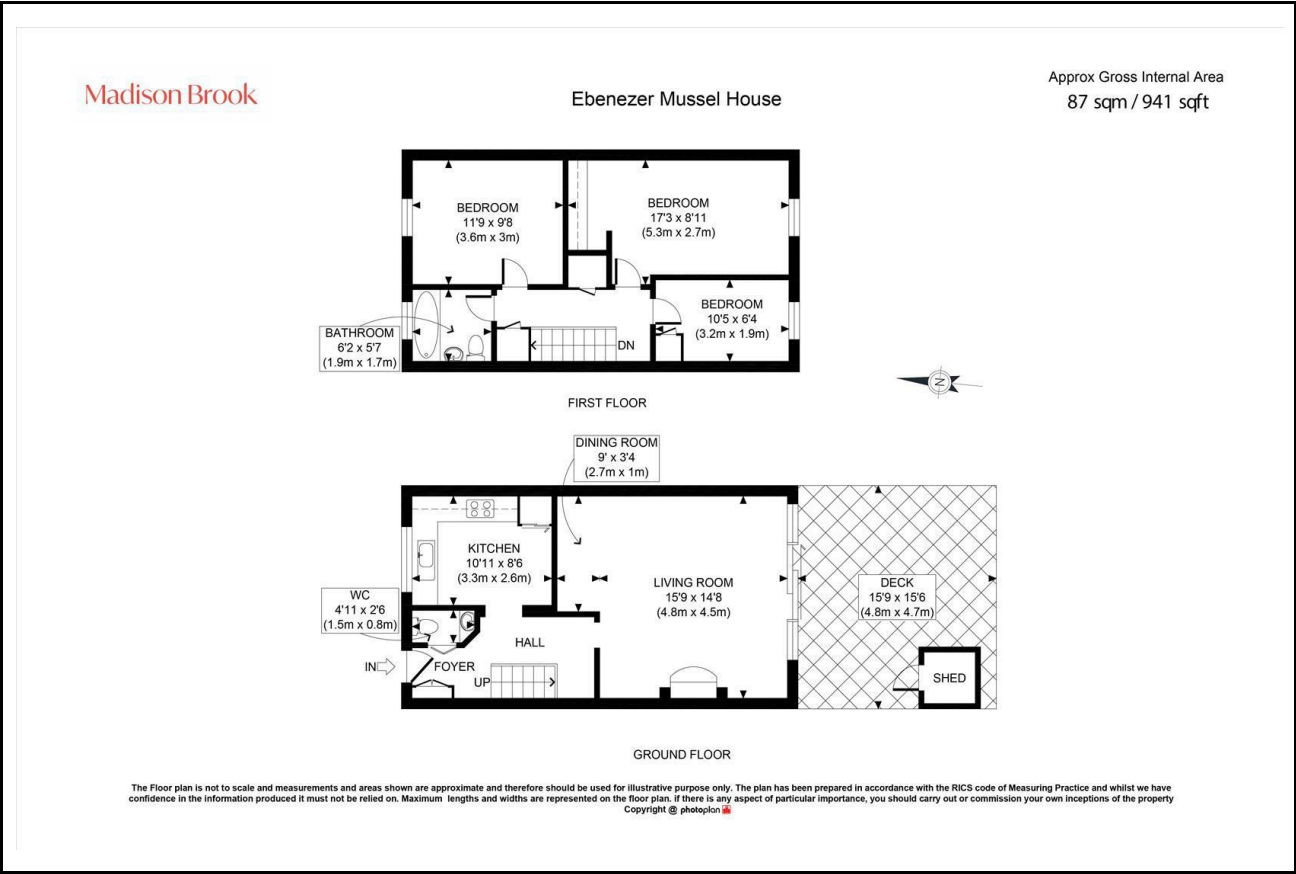 Madison Brook
Ebenezer Mussel House
Approx Gross Internal Area
87 sqm / 941 sqft
BEDROOM
11'9 x 9'8
(3.6m x 3m)
BEDROOM
17'3 x 8'11
(5.3m x 2.7m)
BEDROOM
10'5 x 6'4
(3.2m x 1.9m)
BATHROOM
6'2 x 5'7
(1.9m x 1.7m)
DN
FIRST FLOOR
N
DINING ROOM
9' x 3'4
(2.7m x 1m)
KITCHEN
10'11 x 8'6
(3.3m x 2.6m)
LIVING ROOM
15'9 x 14'8
(4.8m x 4.5m)
DECK
15'9 x 15'6
(4.8m x 4.7m)
WC
4'11 x 2'6
(1.5m x 0.8m)
HALL
IN
FOYER
UP
SHED
GROUND FLOOR
The Floor plan is not to scale and measurements and areas shown are approximate and therefore should be used for illustrative purpose only. The plan has been prepared in accordance with the RICS code of Measuring Practice and whilst we have
confidence in the information produced it must not be relied on. Maximum lengths and widths are represented on the floor plan. if there is any aspect of particular importance, you should carry out or commission your own inceptions of the property
Copyright @ photoplan